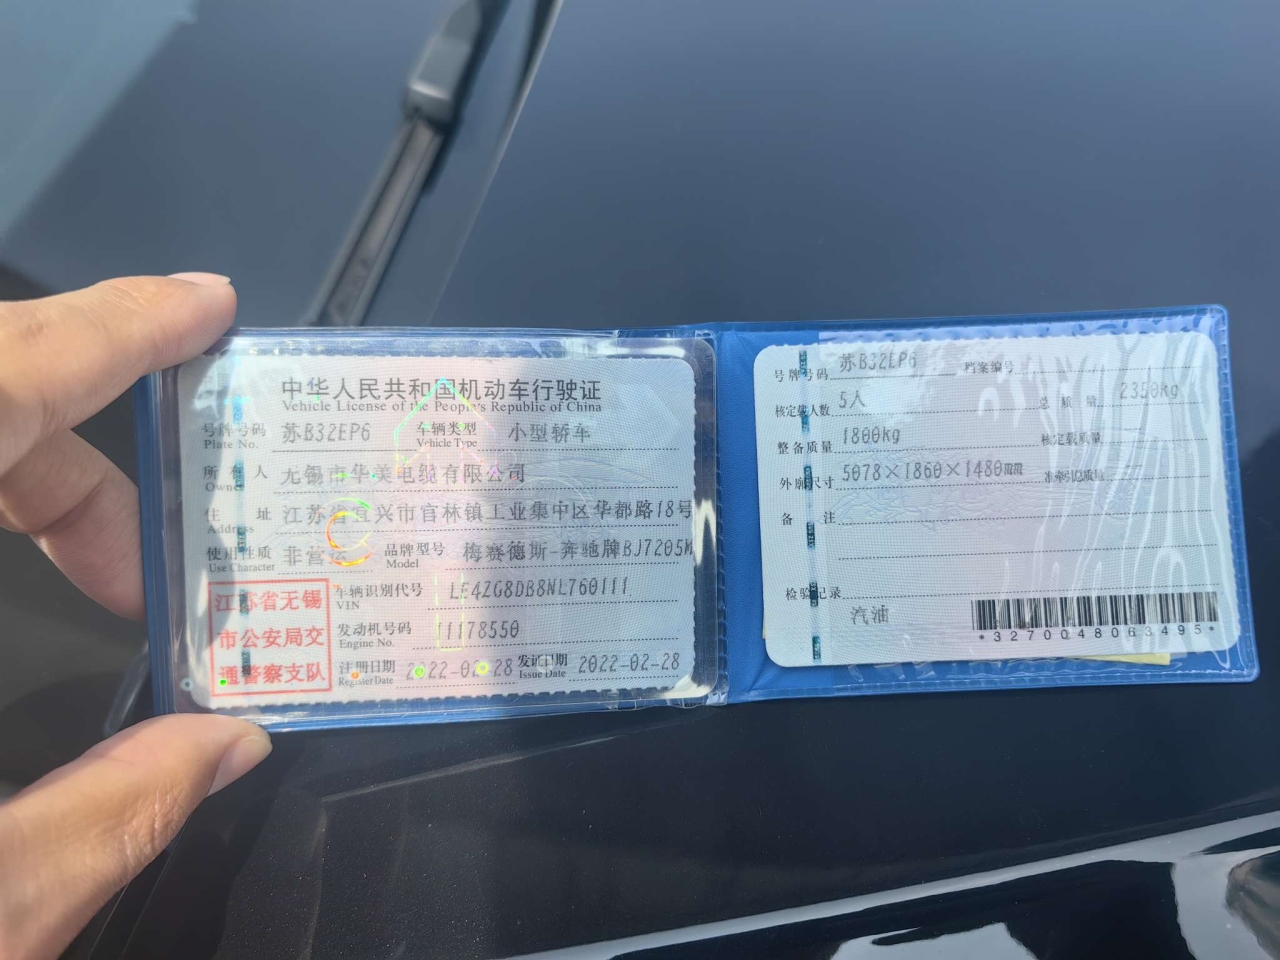 中华人民共和国机动车行驶证
Vehicle License of the People's Republic of China
号牌号码 苏B32EP6 车辆类型 小型轿车
Plate No. Vehicle Type
所有人 无锡市华美电缆有限公司
Owner
住址 江苏省宜兴市官林镇工业集中区华都路18号
Address
使用性质 非营运 品牌型号 梅赛德斯-奔驰牌BJ7205M
Use Character Model
江苏省无锡
市公安局交
通警察支队
车辆识别代号 LE4ZG8DB8NL760111
VIN
发动机号码 11178550
Engine No.
注册日期 2022-02-28 发证日期 2022-02-28
Register Date Issue Date
号牌号码 苏B32EP6 档案编号
核定载人数 5人 总质量 2350kg
整备质量 1800kg 核定载质量
外廓尺寸 5078×1860×1480mm 准牵引总质量
备注
检验记录
汽油
*3270048063495*